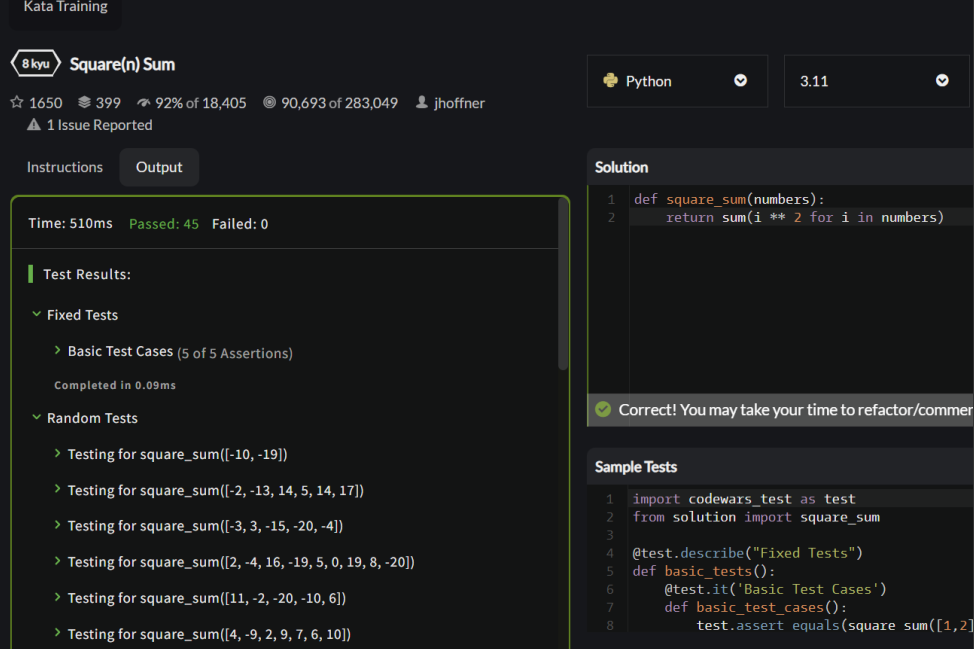 Kata Training
8 kyu Square(n) Sum
1650 399 92% of 18,405 90,693 of 283,049 jhoffner
1 Issue Reported
Instructions Output
Time: 510ms Passed: 45 Failed: 0
Test Results:
Fixed Tests
Basic Test Cases (5 of 5 Assertions)
Completed in 0.09ms
Random Tests
Testing for square_sum([-10, -19])
Testing for square_sum([-2, -13, 14, 5, 14, 17])
Testing for square_sum([-3, 3, -15, -20, -4])
Testing for square_sum([2, -4, 16, -19, 5, 0, 19, 8, -20])
Testing for square_sum([11, -2, -20, -10, 6])
Testing for square_sum([4, -9, 2, 9, 7, 6, 10])
Python 3.11
Solution
1 def square_sum(numbers):
2 return sum(i ** 2 for i in numbers)
Correct! You may take your time to refactor/commen
Sample Tests
1 import codewars_test as test
2 from solution import square_sum
3
4 @test.describe("Fixed Tests")
5 def basic_tests():
6 @test.it('Basic Test Cases')
7 def basic_test_cases():
8 test.assert_equals(square_sum([1,2]